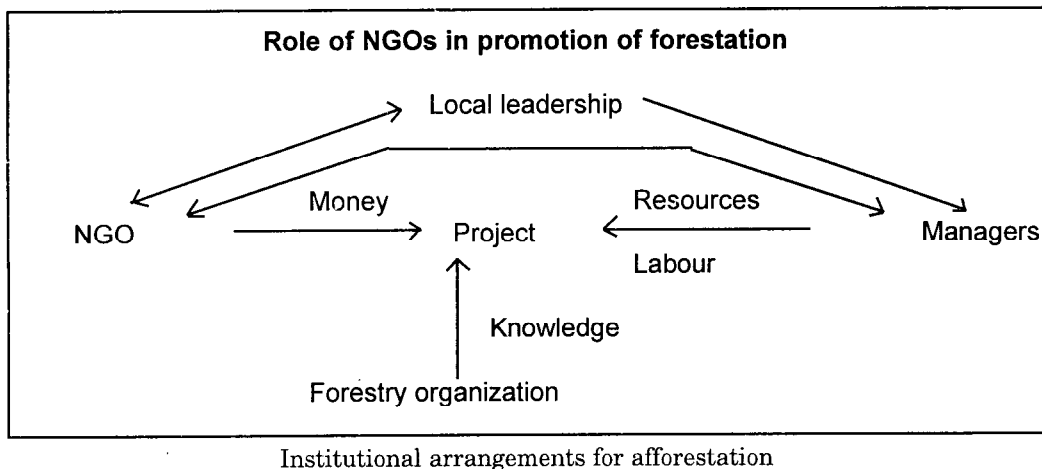 Role of NGOs in promotion of forestation
Local leadership
Money
Resources
NGO
Project
Managers
Labour
Knowledge
Forestry organization
Institutional arrangements for afforestation